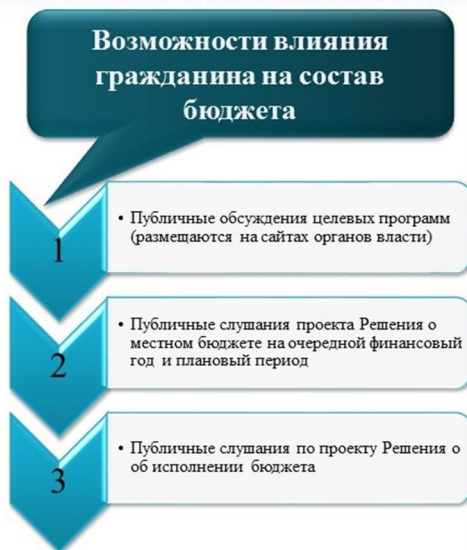 Возможности влияния
гражданина на состав
бюджета
1
• Публичные обсуждения целевых программ
(размещаются на сайтах органов власти)
2
• Публичные слушания проекта Решения о
местном бюджете на очередной финансовый
год и плановый период
3
• Публичные слушания по проекту Решения о
об исполнении бюджета